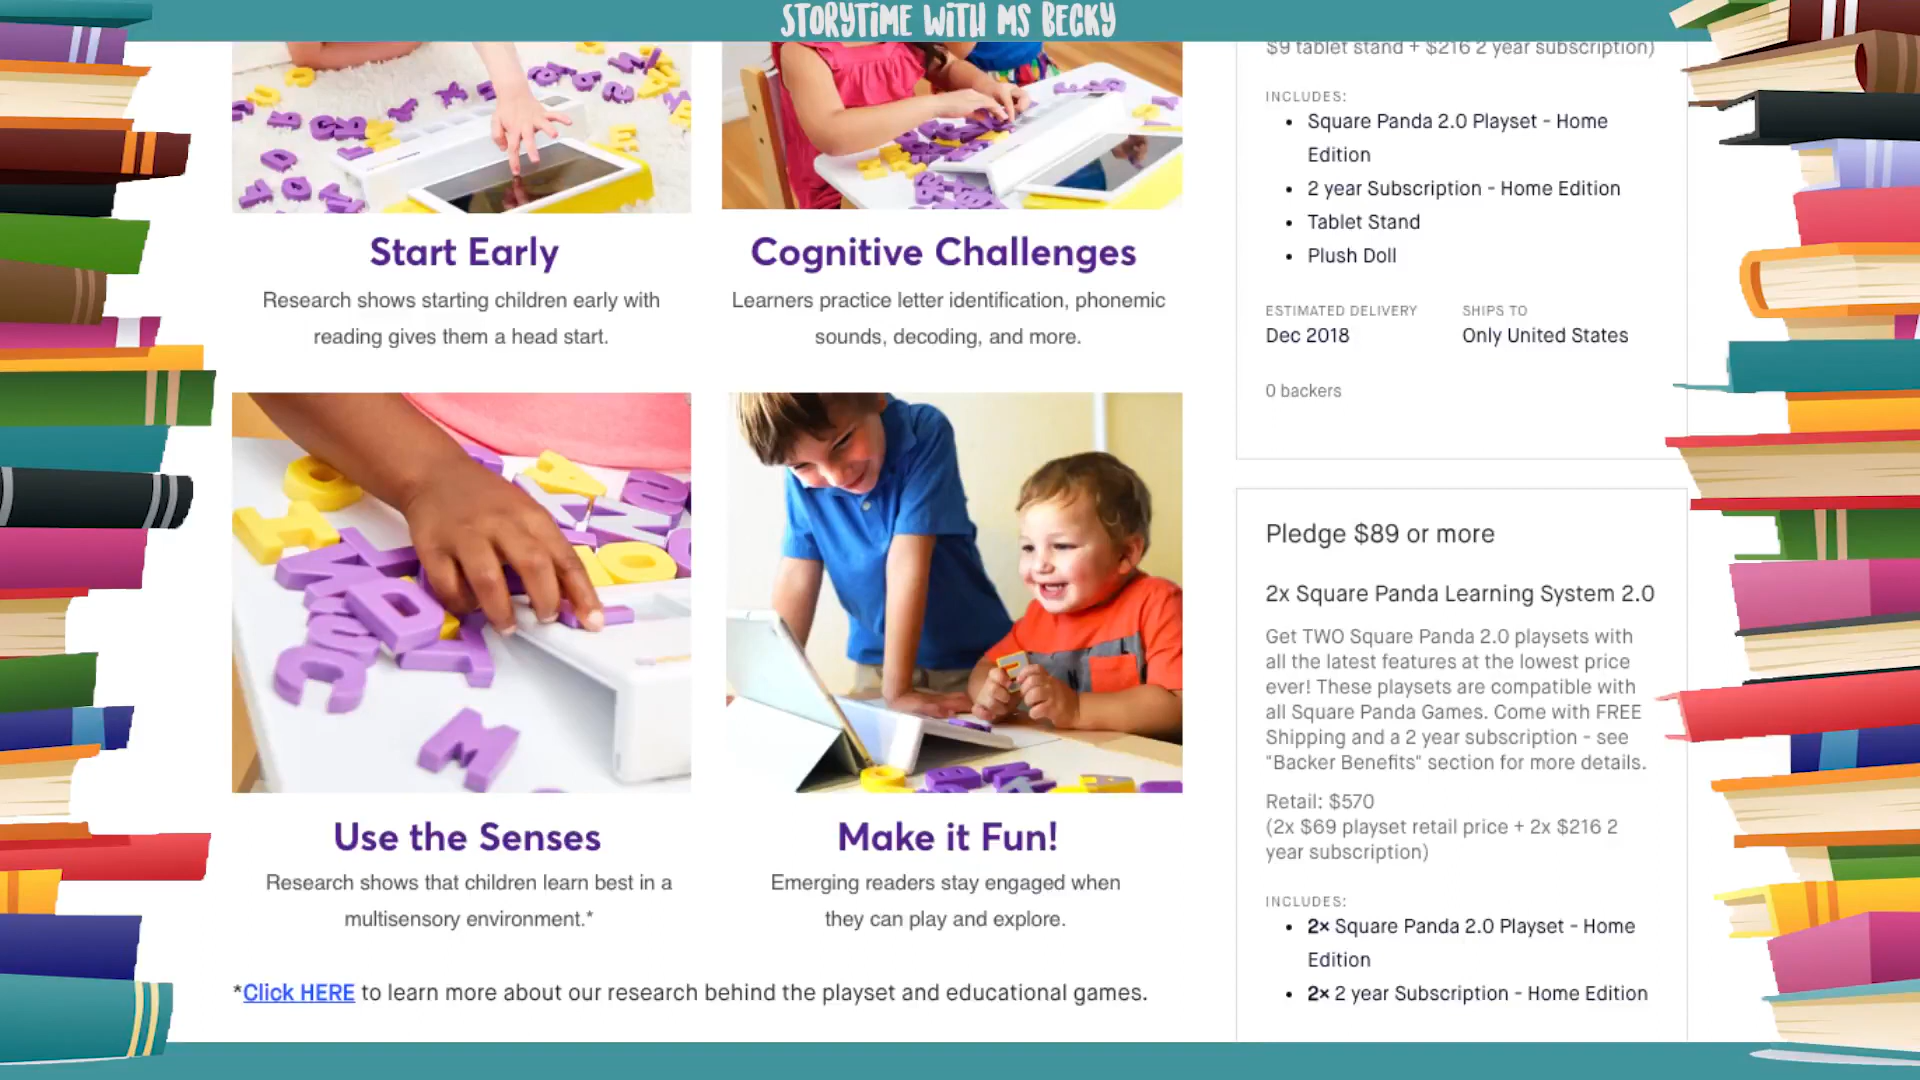 STORYTIME WITH MS BECKY
$9 tablet stand + $216 2 year subscription)
INCLUDES:
• Square Panda 2.0 Playset - Home
Edition
• 2 year Subscription - Home Edition
• Tablet Stand
• Plush Doll
ESTIMATED DELIVERY
Dec 2018
SHIPS TO
Only United States
0 backers
Start Early
Research shows starting children early with
reading gives them a head start.
Cognitive Challenges
Learners practice letter identification, phonemic
sounds, decoding, and more.
Use the Senses
Research shows that children learn best in a
multisensory environment.*
Make it Fun!
Emerging readers stay engaged when
they can play and explore.
*Click HERE to learn more about our research behind the playset and educational games.
Pledge $89 or more
2x Square Panda Learning System 2.0
Get TWO Square Panda 2.0 playsets with
all the latest features at the lowest price
ever! These playsets are compatible with
all Square Panda Games. Come with FREE
Shipping and a 2 year subscription - see
"Backer Benefits" section for more details.
Retail: $570
(2x $69 playset retail price + 2x $216 2
year subscription)
INCLUDES:
• 2× Square Panda 2.0 Playset - Home
Edition
• 2× 2 year Subscription - Home Edition